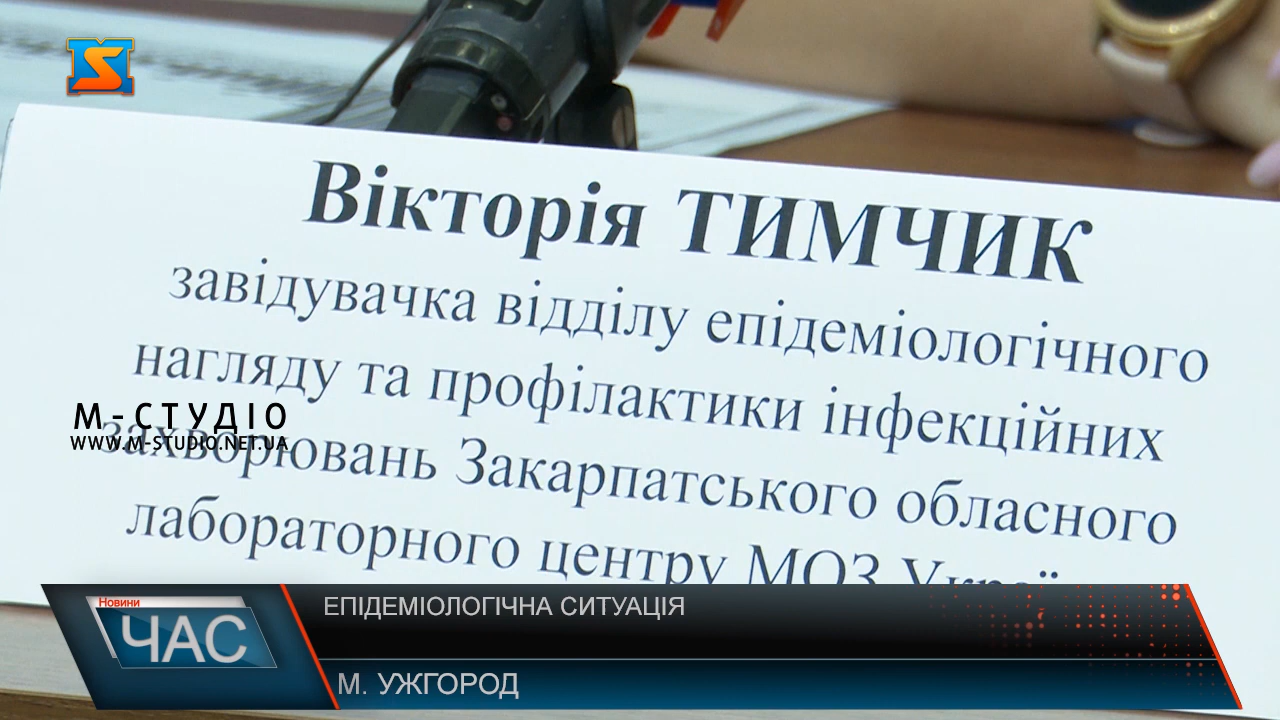 Вікторія ТИМЧИК
завідувачка відділу епідеміологічного
нагляду та профілактики інфекційних
М-СТУДІО
WWW.M-STUDIO.NET.UA
захворювань Закарпатського обласного
лабораторного центру МОЗ
Новини
ЧАС
ЕПІДЕМІОЛОГІЧНА СИТУАЦІЯ
М. УЖГОРОД